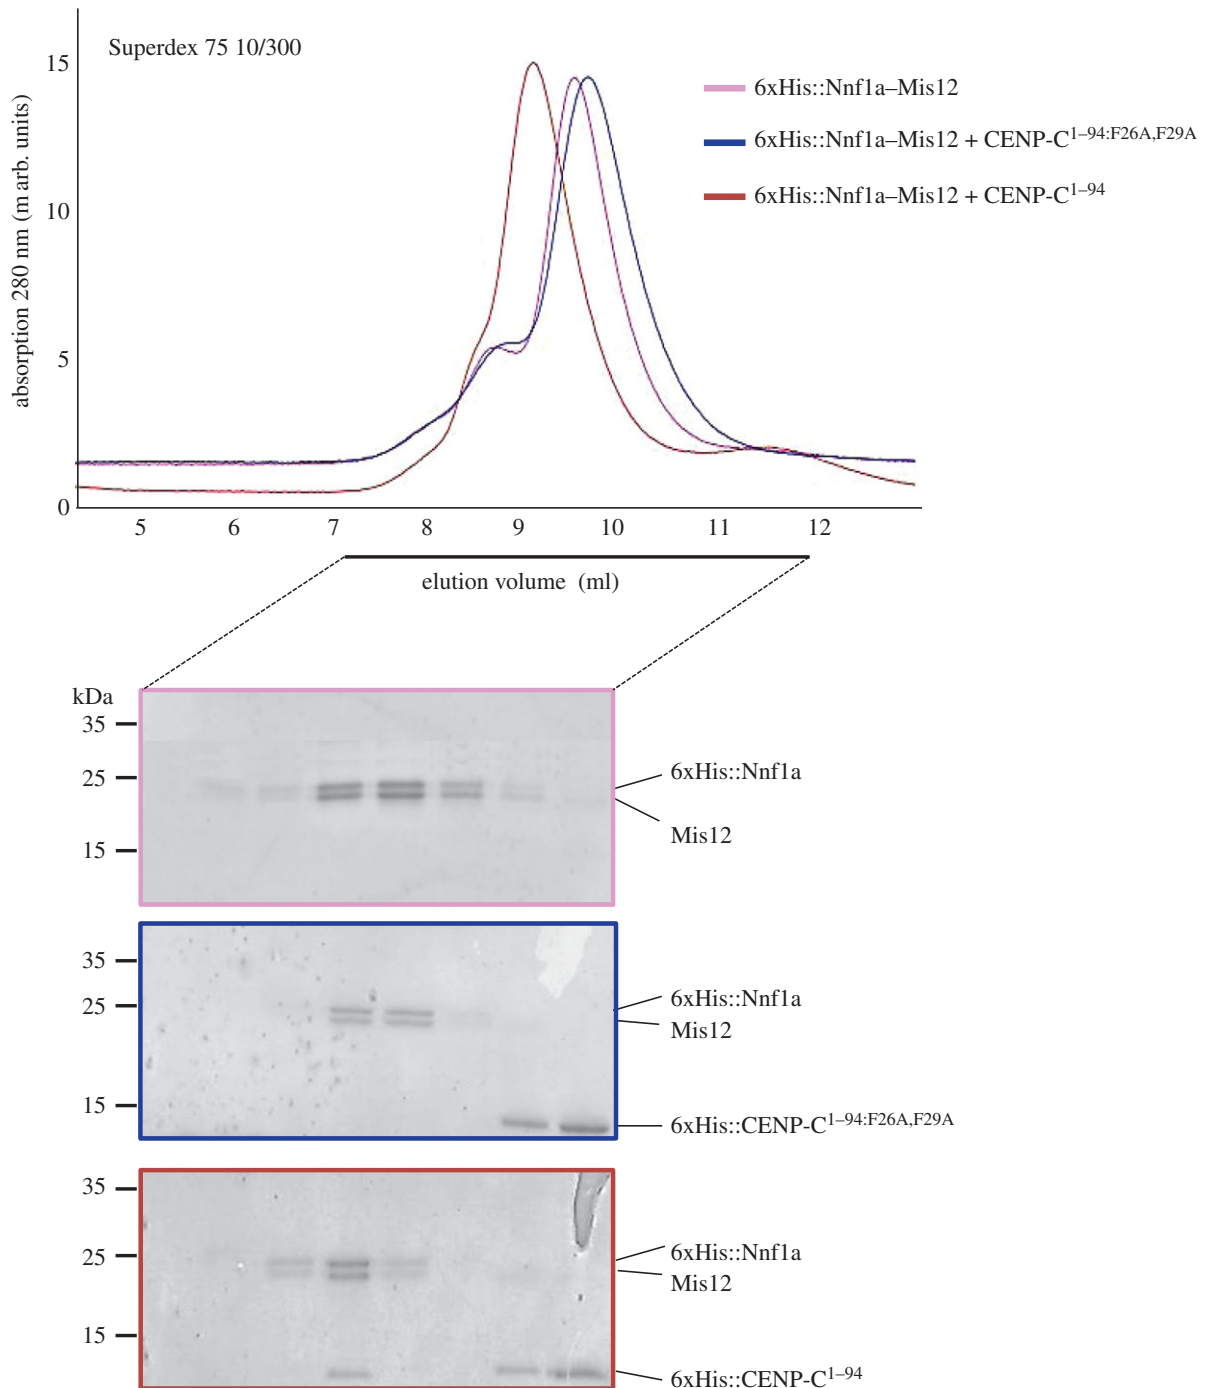 Superdex 75 10/300
absorption 280 nm (m arb. units)
15
10
5
0
6xHis::Nnf1a–Mis12
6xHis::Nnf1a–Mis12 + CENP-C1–94:F26A,F29A
6xHis::Nnf1a–Mis12 + CENP-C1–94
5 6 7 8 9 10 11 12
elution volume (ml)
kDa
35
25
15
6xHis::Nnf1a
Mis12
35
25
15
6xHis::Nnf1a
Mis12
6xHis::CENP-C1–94:F26A,F29A
35
25
15
6xHis::Nnf1a
Mis12
6xHis::CENP-C1–94